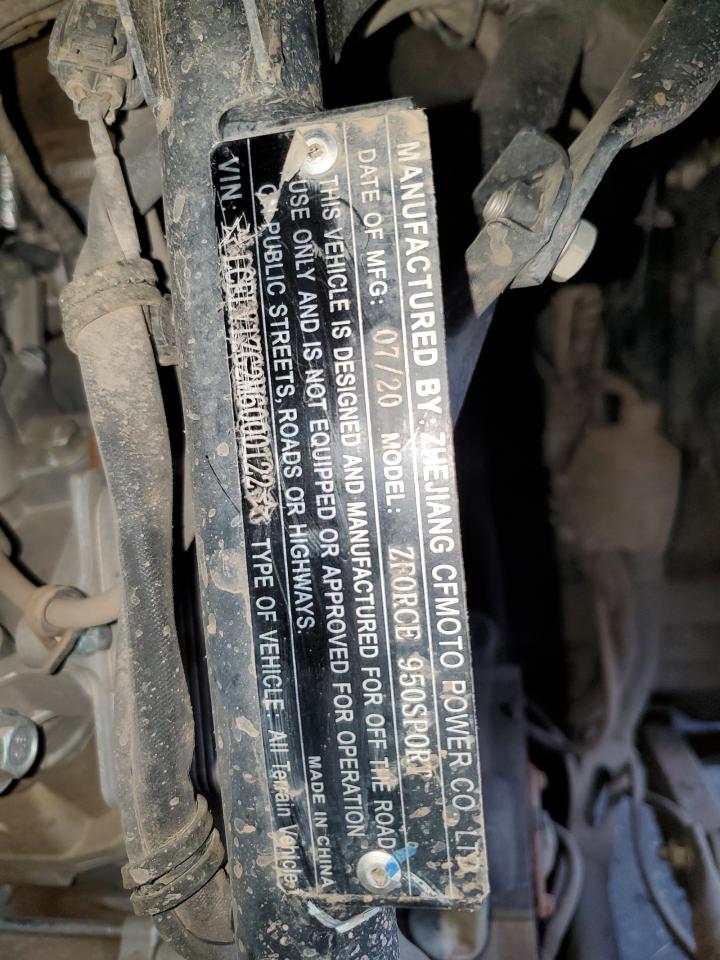 MANUFACTURED BY: ZHEJIANG CFMOTO POWER CO. LT
DATE OF MFG: 07/20 MODEL: ZFORCE 950SPORT
THIS VEHICLE IS DESIGNED AND MANUFACTURED FOR OFF THE ROAD
USE ONLY AND IS NOT EQUIPPED OR APPROVED FOR OPERATION
PUBLIC STREETS, ROADS OR HIGHWAYS. MADE IN CHINA
VIN: TYPE OF VEHICLE: All Terrain Vehicle